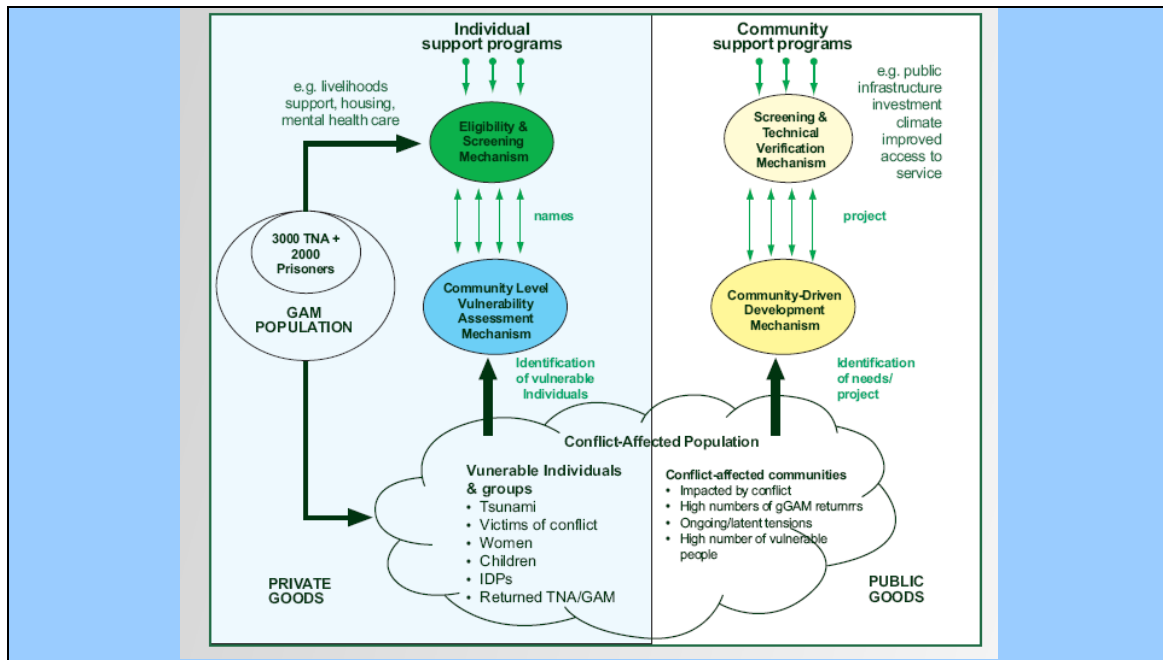 Individual
support programs
Community
support programs
e.g. livelihoods
support, housing,
mental health care
e.g. public
infrastructure
investment
climate
improved
access to
service
Eligibility &
Screening
Mechanism
Screening &
Technical
Verification
Mechanism
names
project
3000 TNA +
2000
Prisoners
GAM
POPULATION
Community Level
Vulnerability
Assessment
Mechanism
Community-Driven
Development
Mechanism
Identification
of vulnerable
Individuals
Identification
of needs/
project
Conflict-Affected Population
Vunerable Individuals
& groups
• Tsunami
• Victims of conflict
• Women
• Children
• IDPs
• Returned TNA/GAM
Conflict-affected communities
• Impacted by conflict
• High numbers of gGAM returnrrs
• Ongoing/latent tensions
• High number of vulnerable
people
PRIVATE
GOODS
PUBLIC
GOODS